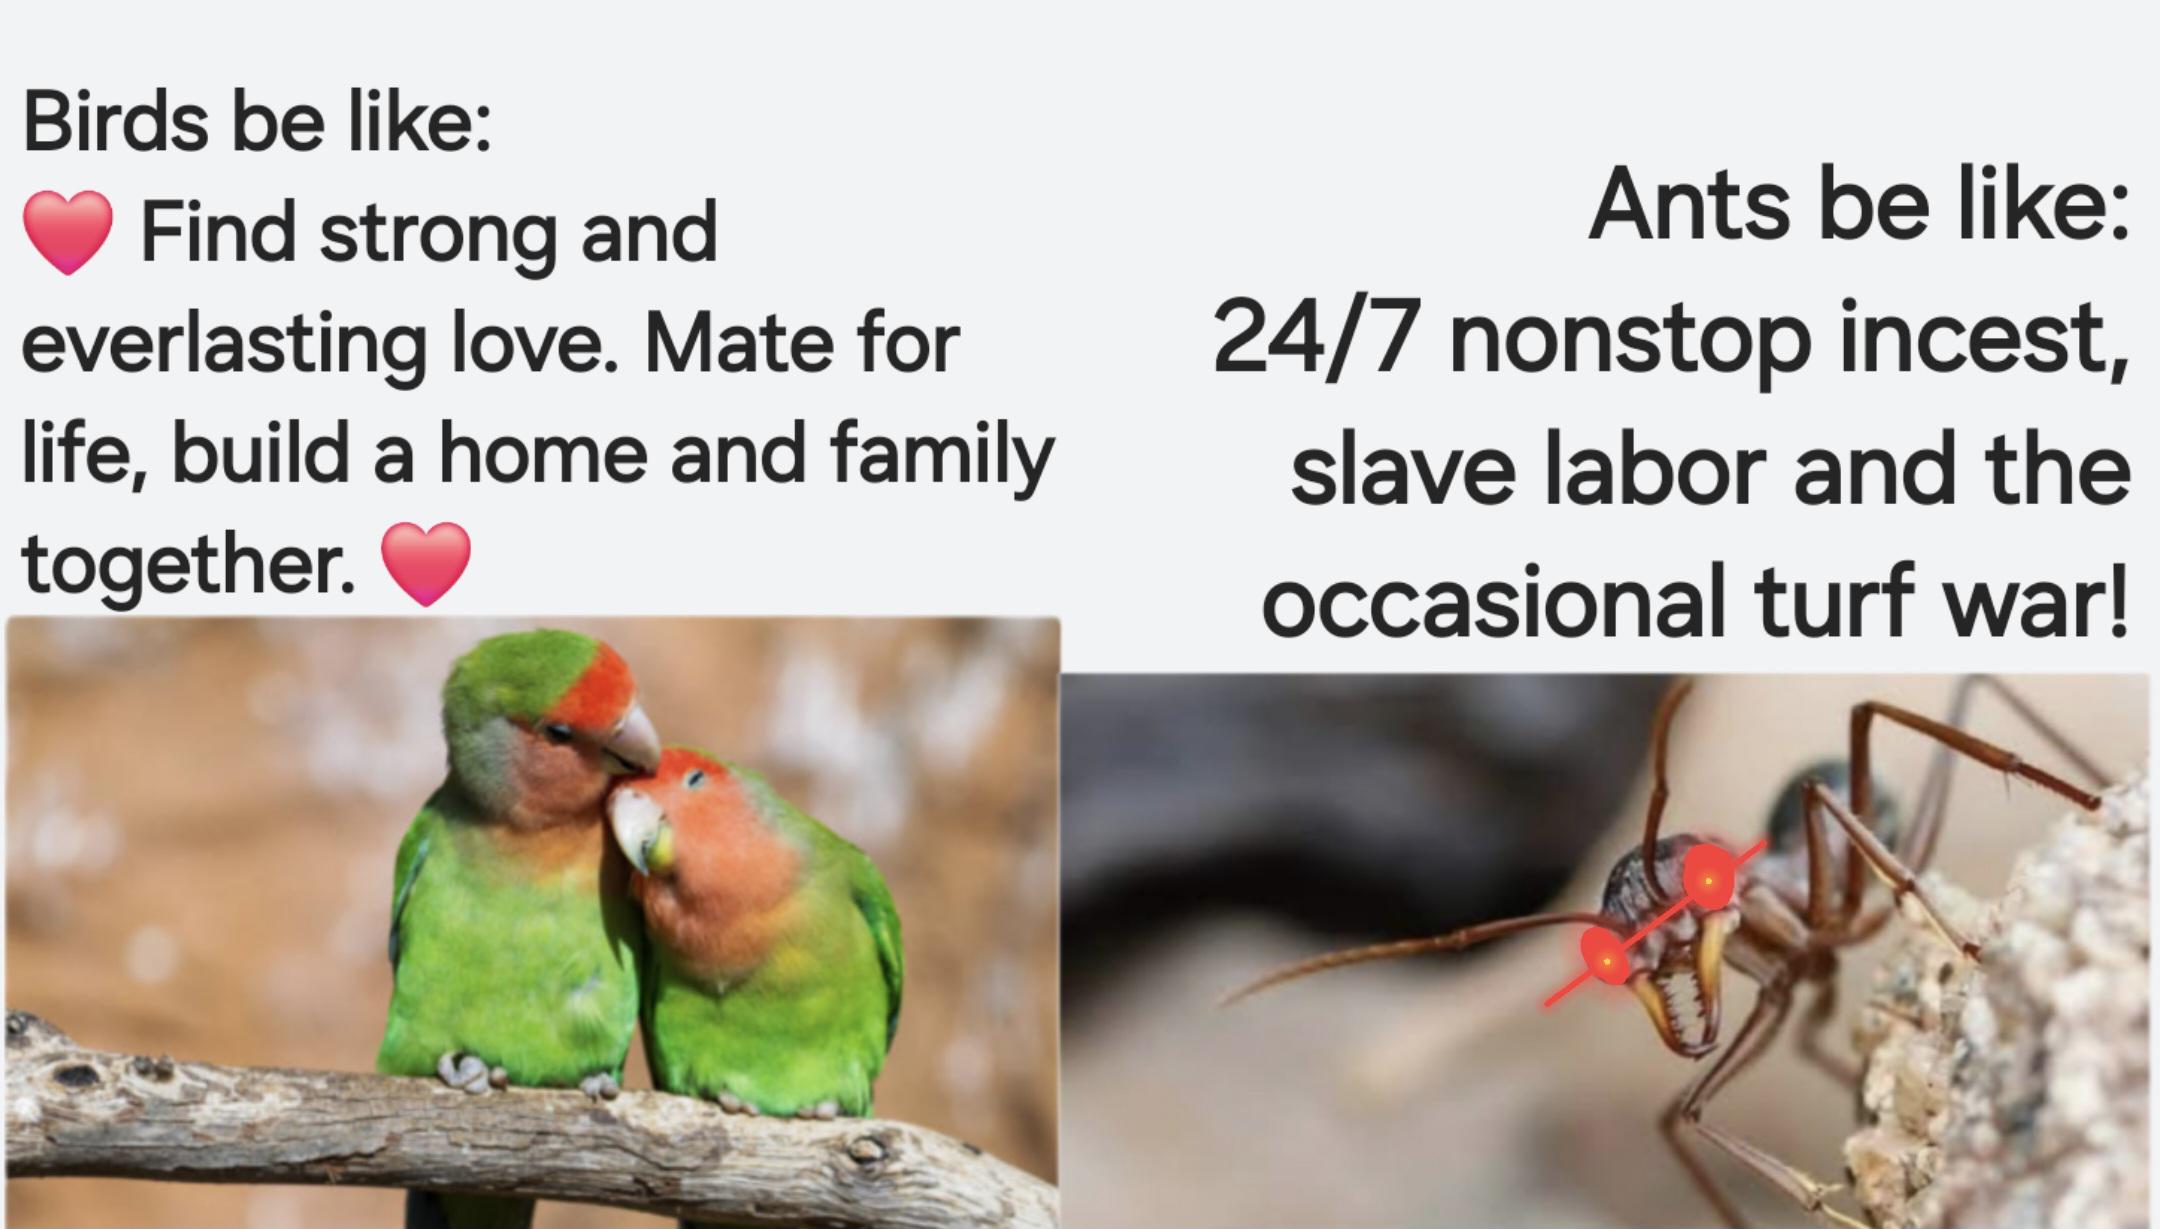 Birds be like:
❤️ Find strong and
everlasting love. Mate for
life, build a home and family
together. ❤️
Ants be like:
24/7 nonstop incest,
slave labor and the
occasional turf war!